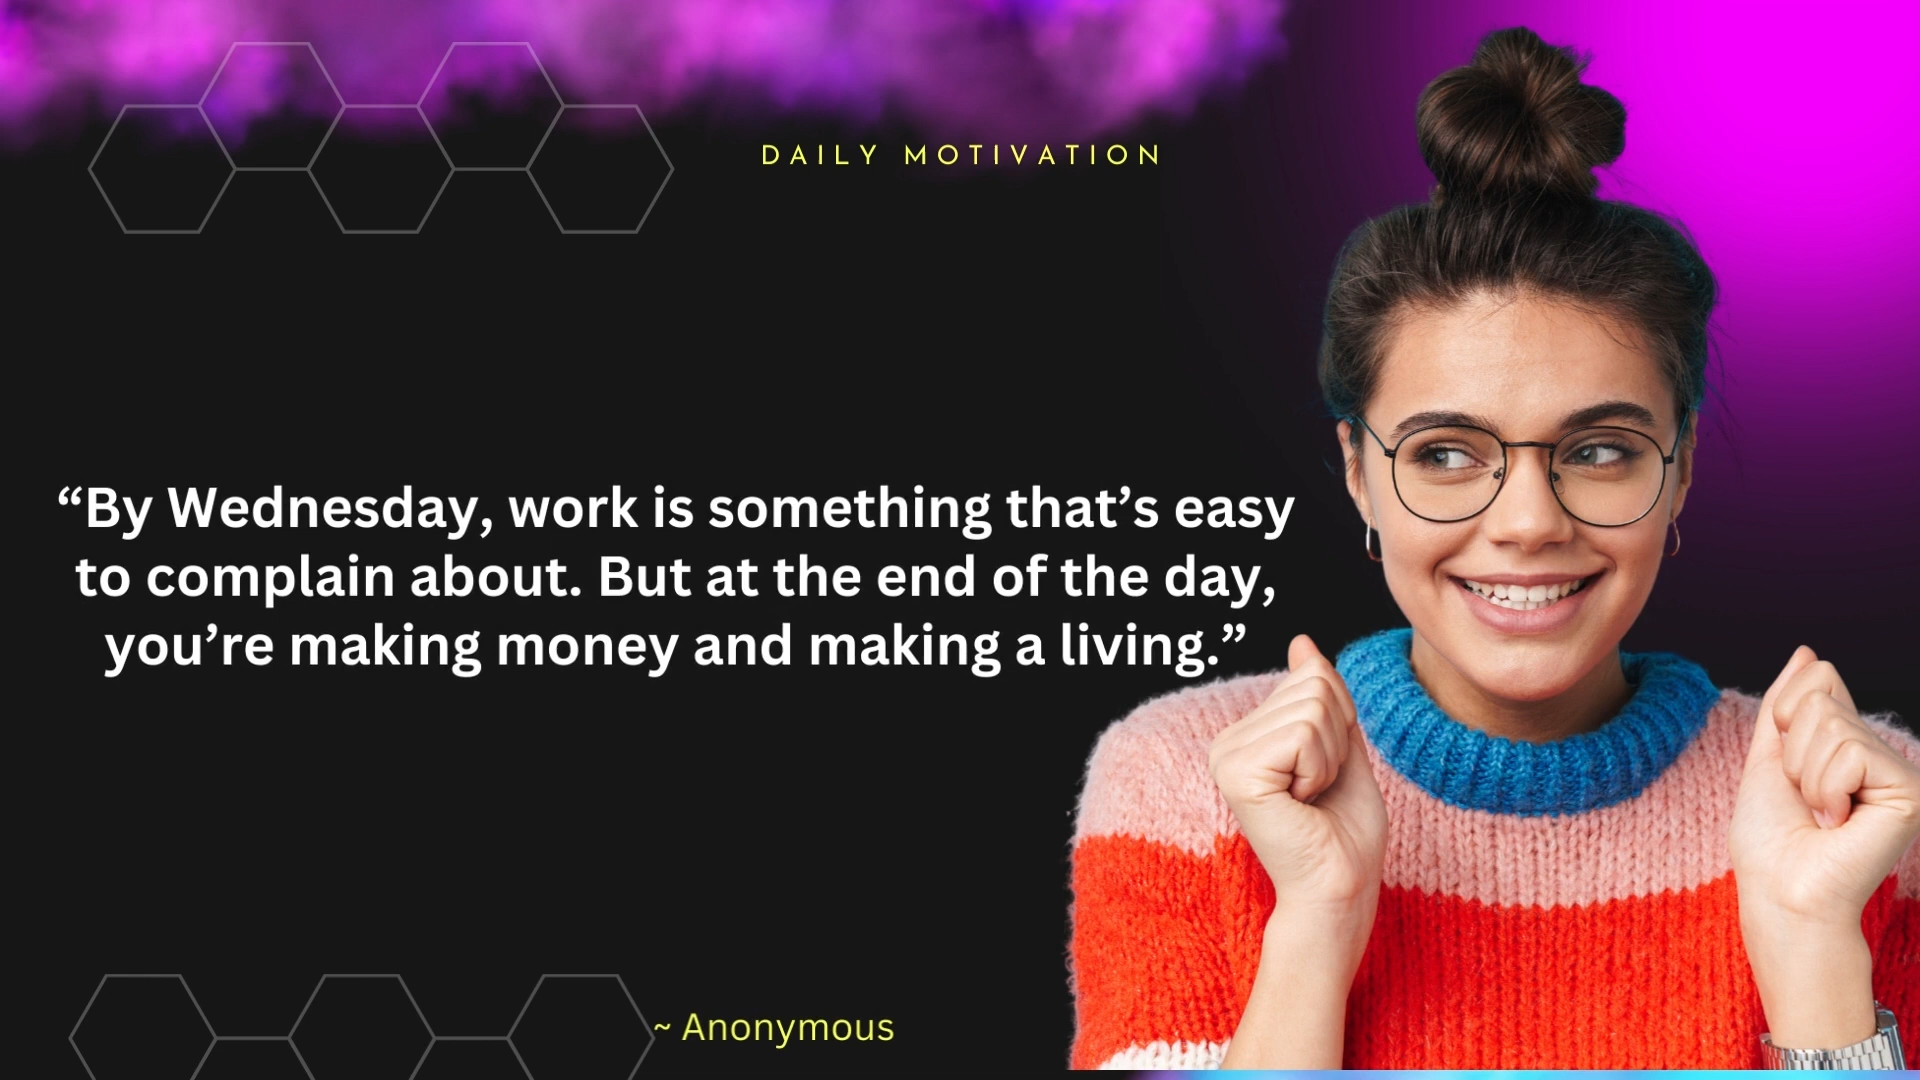 DAILY MOTIVATION
“By Wednesday, work is something that’s easy
to complain about. But at the end of the day,
you’re making money and making a living.”
~ Anonymous